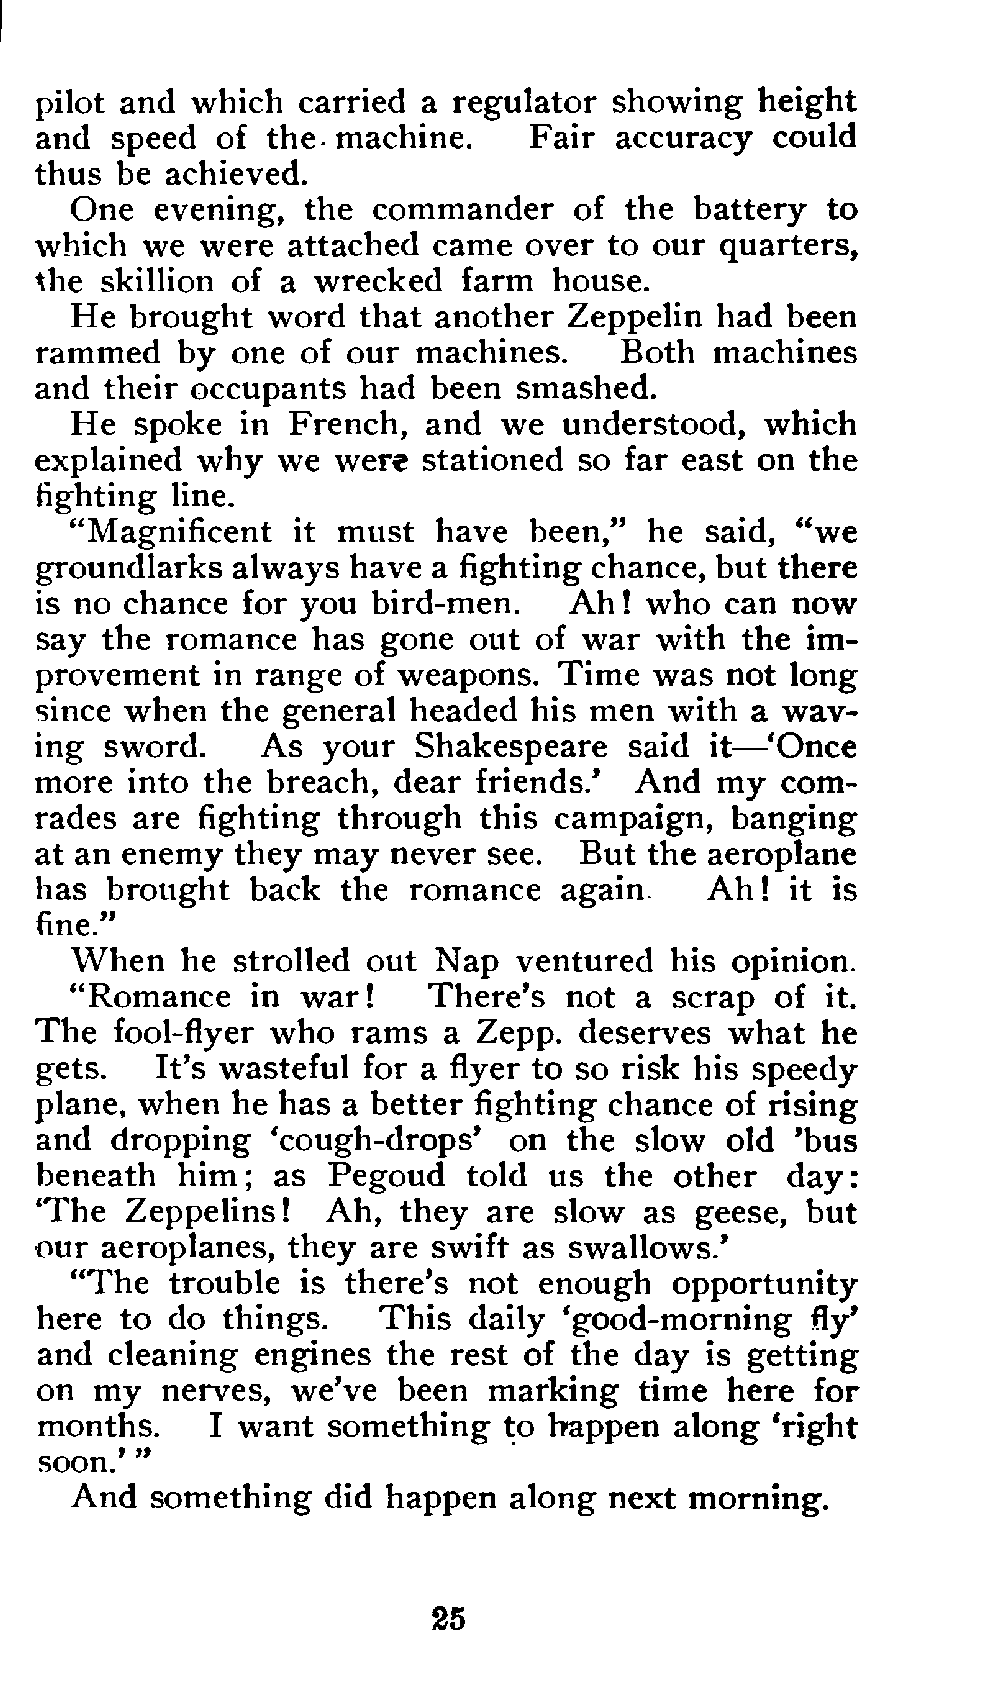 pilot and which carried a regulator showing height
and speed of the machine. Fair accuracy could
thus be achieved.
One evening, the commander of the battery to
which we were attached came over to our quarters,
the skillion of a wrecked farm house.
He brought word that another Zeppelin had been
rammed by one of our machines. Both machines
and their occupants had been smashed.
He spoke in French, and we understood, which
explained why we were stationed so far east on the
fighting line.
“Magnificent it must have been,” he said, “we
groundlarks always have a fighting chance, but there
is no chance for you bird-men. Ah! who can now
say the romance has gone out of war with the im-
provement in range of weapons. Time was not long
since when the general headed his men with a wav-
ing sword. As your Shakespeare said it—‘Once
more into the breach, dear friends.’ And my com-
rades are fighting through this campaign, banging
at an enemy they may never see. But the aeroplane
has brought back the romance again. Ah! it is
fine.”
When he strolled out Nap ventured his opinion.
“Romance in war! There’s not a scrap of it.
The fool-flyer who rams a Zepp. deserves what he
gets. It’s wasteful for a flyer to so risk his speedy
plane, when he has a better fighting chance of rising
and dropping ‘cough-drops’ on the slow old ’bus
beneath him; as Pegoud told us the other day:
‘The Zeppelins! Ah, they are slow as geese, but
our aeroplanes, they are swift as swallows.’
“The trouble is there’s not enough opportunity
here to do things. This daily ‘good-morning fly’
and cleaning engines the rest of the day is getting
on my nerves, we’ve been marking time here for
months. I want something to happen along ‘right
soon.’ ”
And something did happen along next morning.
25